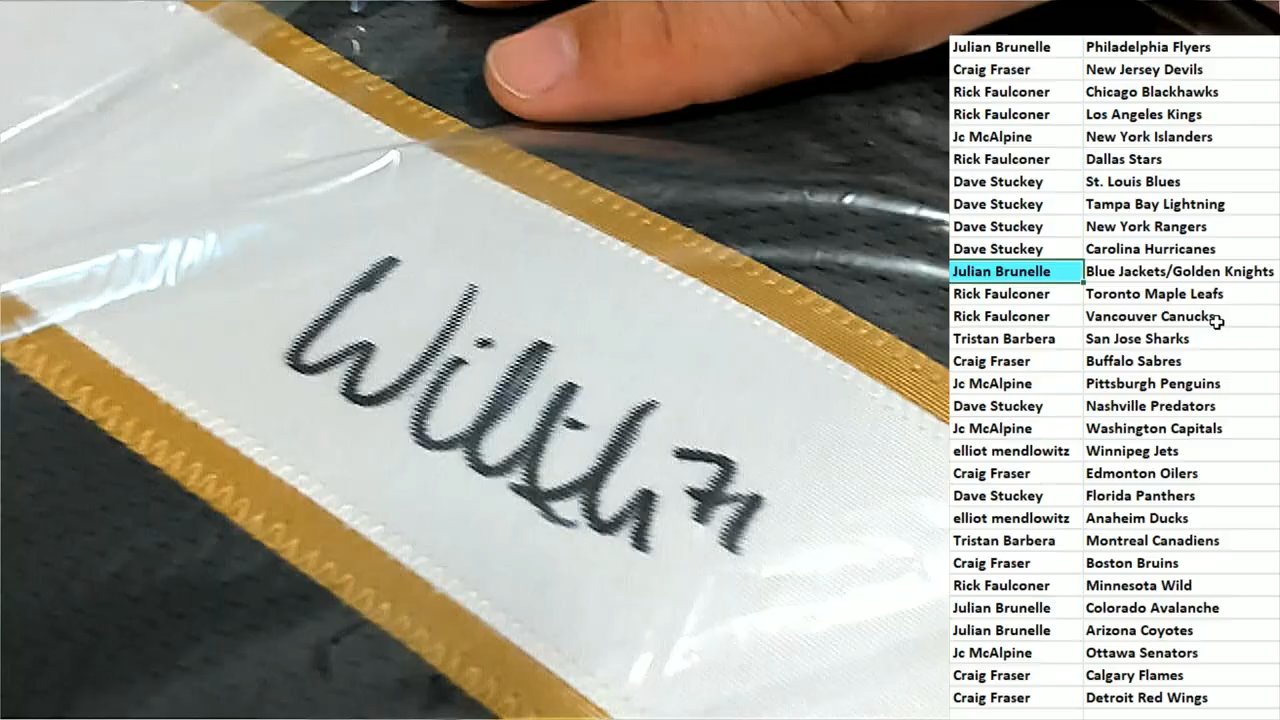 Wilth 71
Julian Brunelle Philadelphia Flyers
Craig Fraser New Jersey Devils
Rick Faulconer Chicago Blackhawks
Rick Faulconer Los Angeles Kings
Jc McAlpine New York Islanders
Rick Faulconer Dallas Stars
Dave Stuckey St. Louis Blues
Dave Stuckey Tampa Bay Lightning
Dave Stuckey New York Rangers
Dave Stuckey Carolina Hurricanes
Julian Brunelle Blue Jackets/Golden Knights
Rick Faulconer Toronto Maple Leafs
Rick Faulconer Vancouver Canucks
Tristan Barbera San Jose Sharks
Craig Fraser Buffalo Sabres
Jc McAlpine Pittsburgh Penguins
Dave Stuckey Nashville Predators
Jc McAlpine Washington Capitals
elliot mendlowitz Winnipeg Jets
Craig Fraser Edmonton Oilers
Dave Stuckey Florida Panthers
elliot mendlowitz Anaheim Ducks
Tristan Barbera Montreal Canadiens
Craig Fraser Boston Bruins
Rick Faulconer Minnesota Wild
Julian Brunelle Colorado Avalanche
Julian Brunelle Arizona Coyotes
Jc McAlpine Ottawa Senators
Craig Fraser Calgary Flames
Craig Fraser Detroit Red Wings